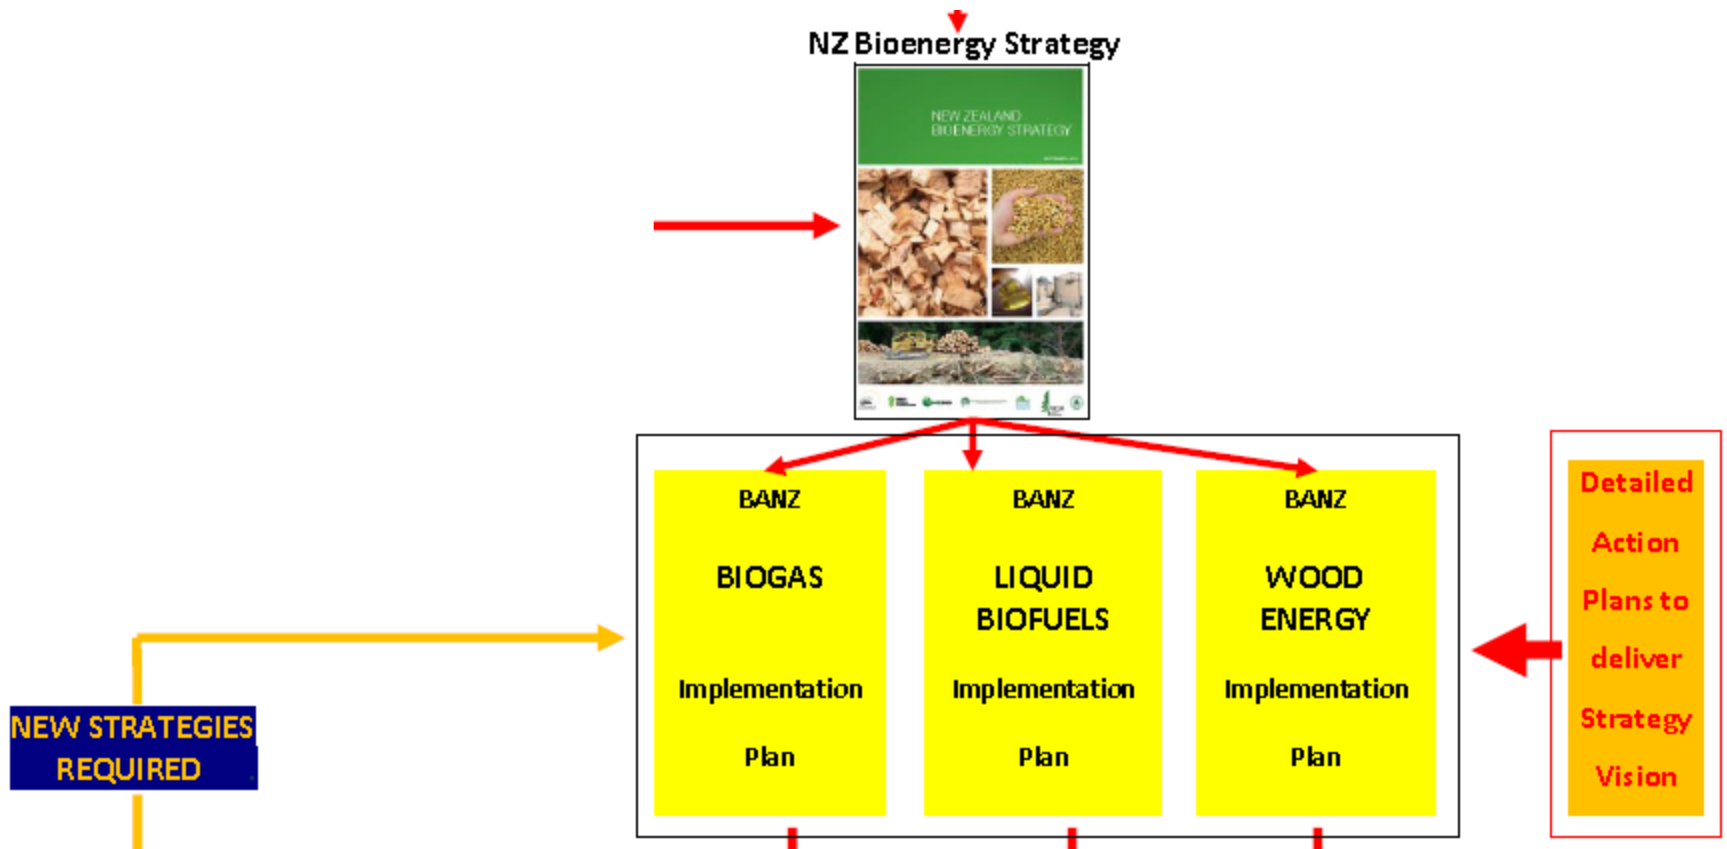 NZ Bioenergy Strategy
NEW ZEALAND
BIOENERGY STRATEGY
BANZ
BIOGAS
Implementation
Plan
BANZ
LIQUID
BIOFUELS
Implementation
Plan
BANZ
WOOD
ENERGY
Implementation
Plan
Detailed
Action
Plans to
deliver
Strategy
Vision
NEW STRATEGIES
REQUIRED